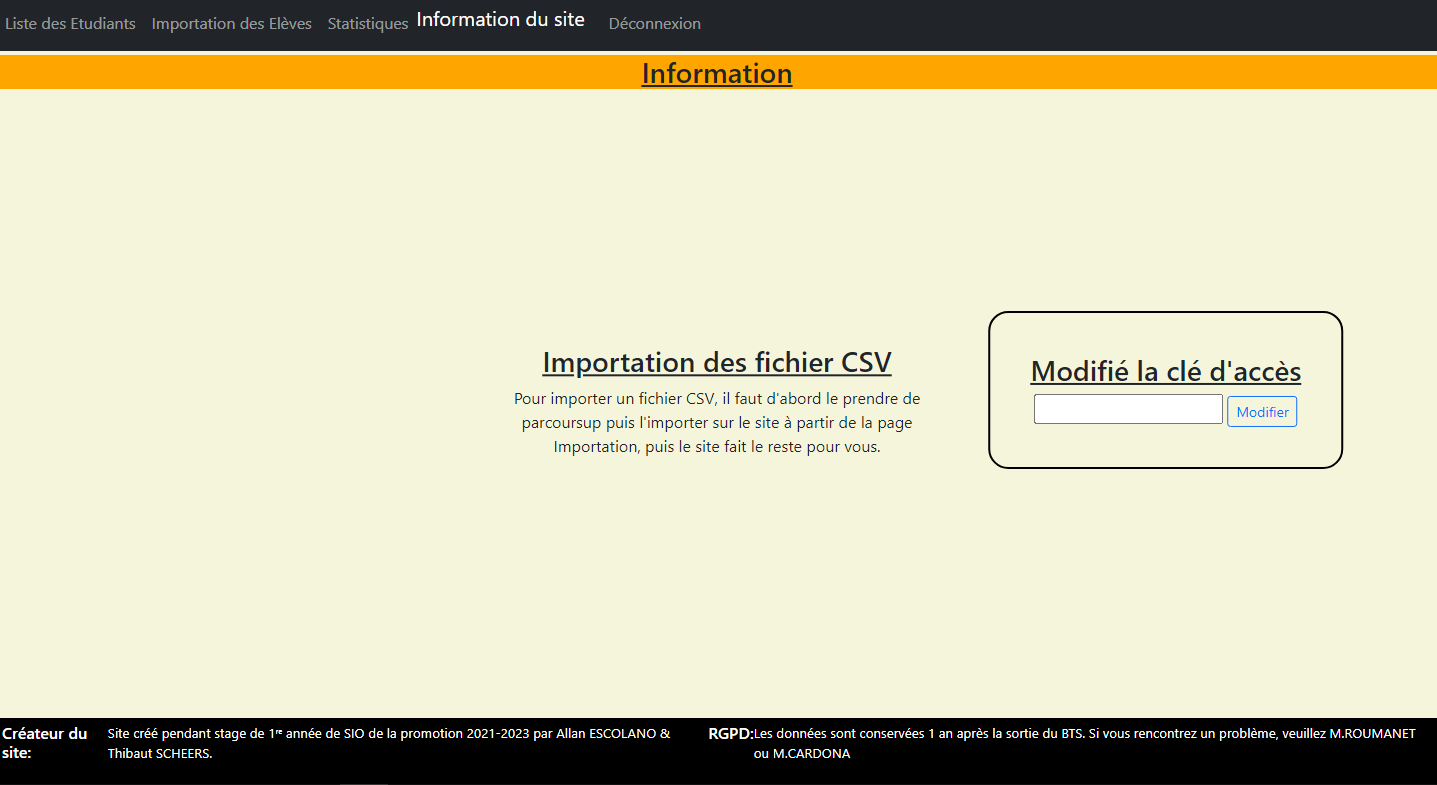 Liste des Etudiants Importation des Elèves Statistiques Information du site Déconnexion
Information
Importation des fichier CSV
Pour importer un fichier CSV, il faut d'abord le prendre de
parcoursup puis l'importer sur le site à partir de la page
Importation, puis le site fait le reste pour vous.
Modifié la clé d'accès
Modifier
Créateur du
site:
Site créé pendant stage de 1ʳᵉ année de SIO de la promotion 2021-2023 par Allan ESCOLANO &
Thibaut SCHEERS.
RGPD:
Les données sont conservées 1 an après la sortie du BTS. Si vous rencontrez un problème, veuillez M.ROUMANET
ou M.CARDONA